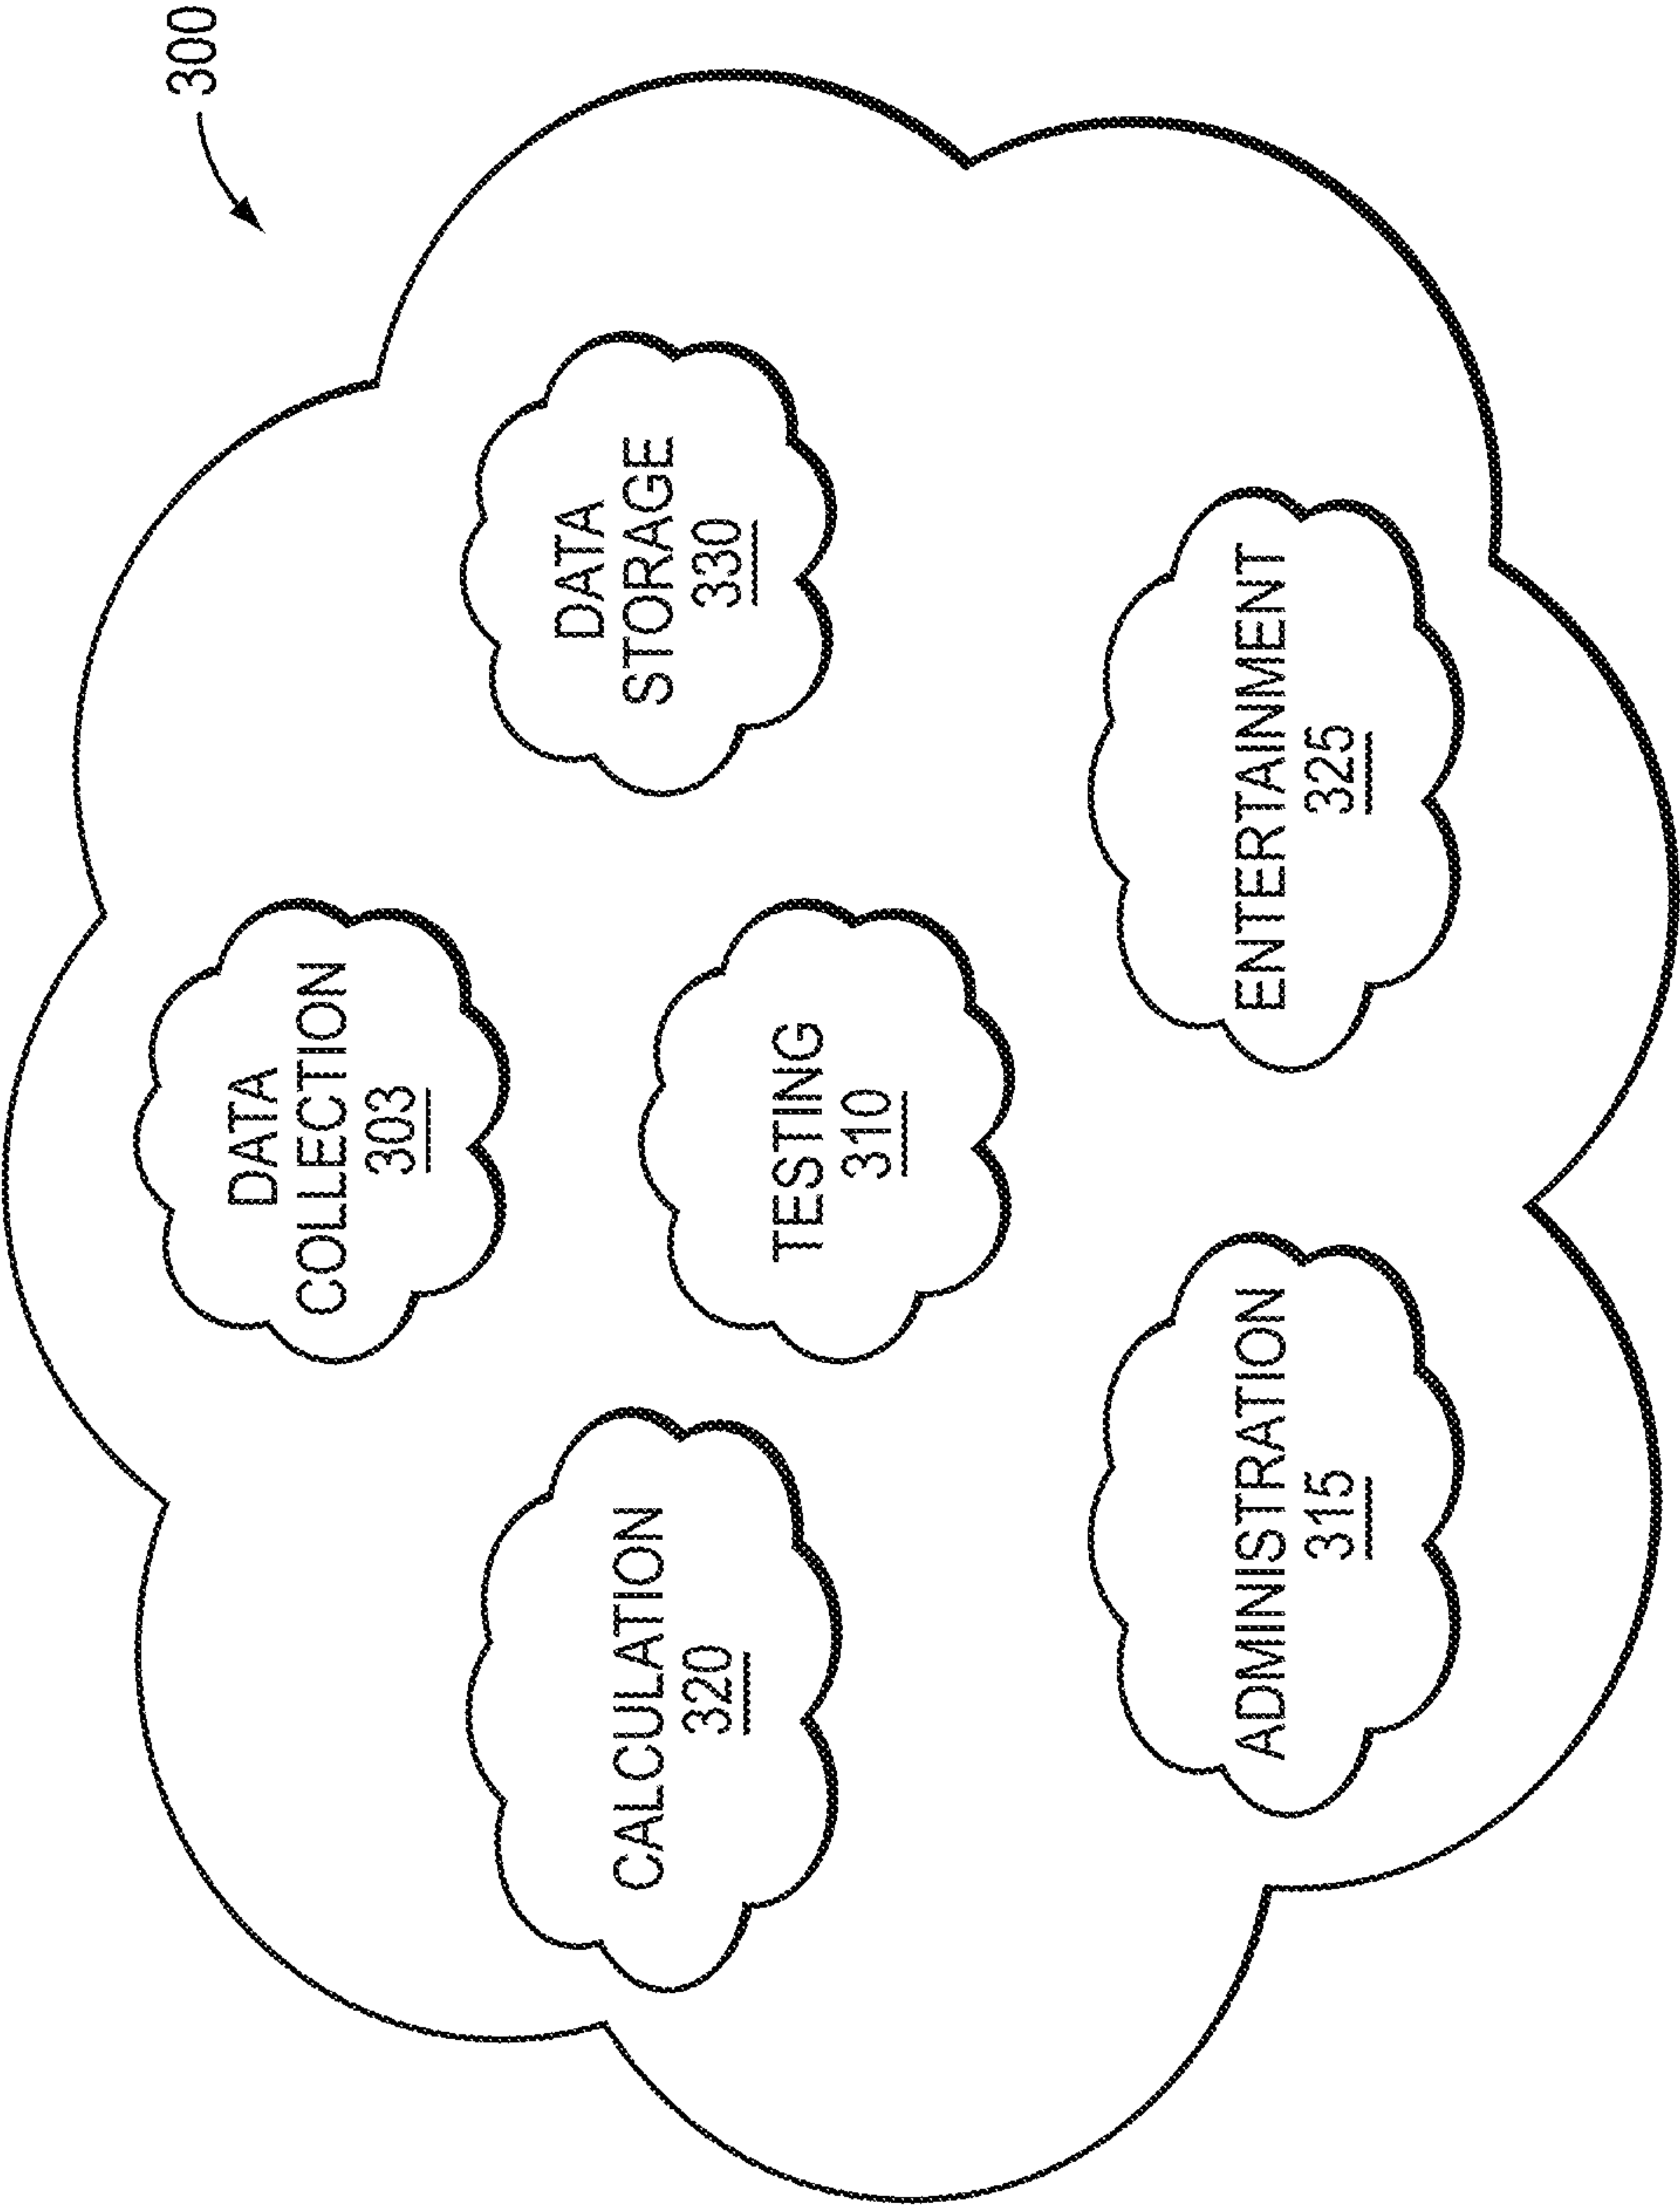 300
DATA
COLLECTION
303
CALCULATION
320
DATA
STORAGE
330
TESTING
310
ADMINISTRATION
315
ENTERTAINMENT
325